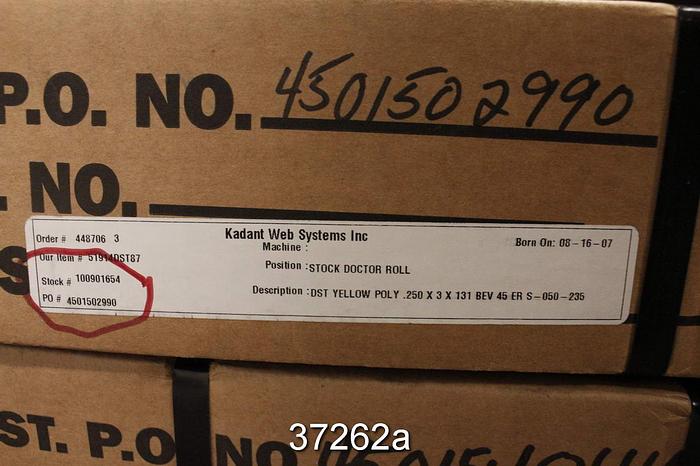 P.O. NO. 4501502990
NO.
Order # 448706 3
Kadant Web Systems Inc
Born On: 08-16-07
Machine :
Our Item # 51914DST87
Position : STOCK DOCTOR ROLL
Stock # 100901654
Description : DST YELLOW POLY .250 X 3 X 131 BEV 45 ER S-050-235
PO # 4501502990
ST. P.O. NO.
37262a